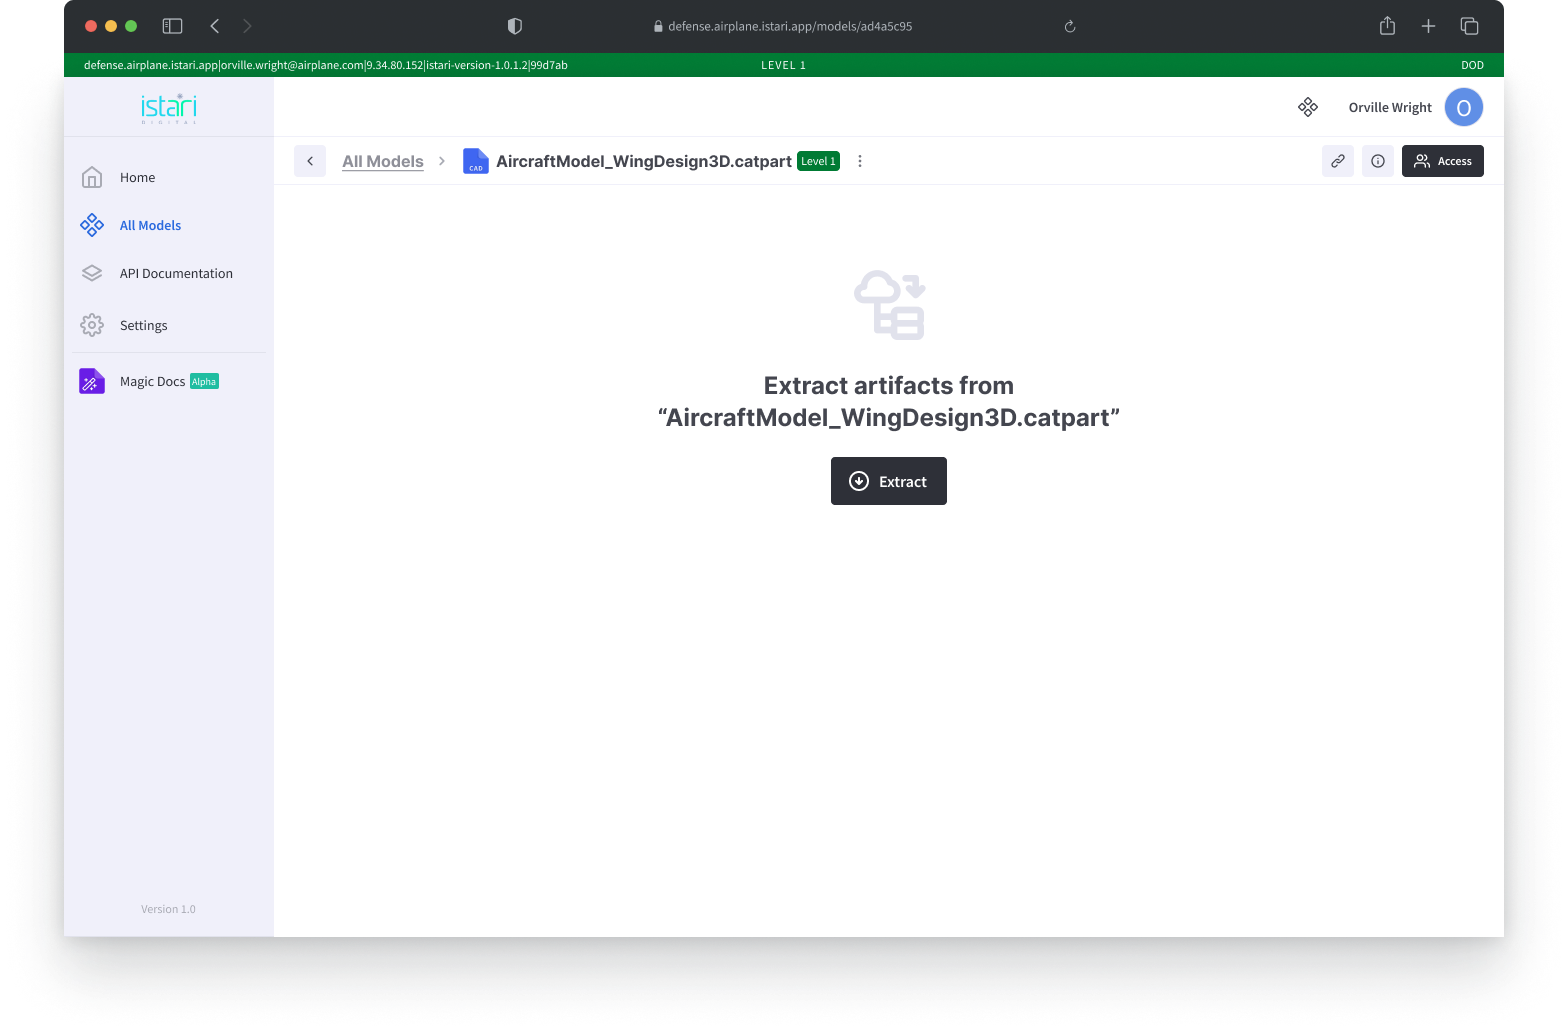 defense.airplane.istari.app/models/ad4a5c95
defense.airplane.istari.app|orville.wright@airplane.com|9.34.80.152|istari-version-1.0.1.2|99d7ab LEVEL 1 DOD
istari
DIGITAL
Orville Wright O
All Models CAD AircraftModel_WingDesign3D.catpart Level 1 Access
Home
All Models
API Documentation
Settings
Magic Docs Alpha
Extract artifacts from
“AircraftModel_WingDesign3D.catpart”
Extract
Version 1.0